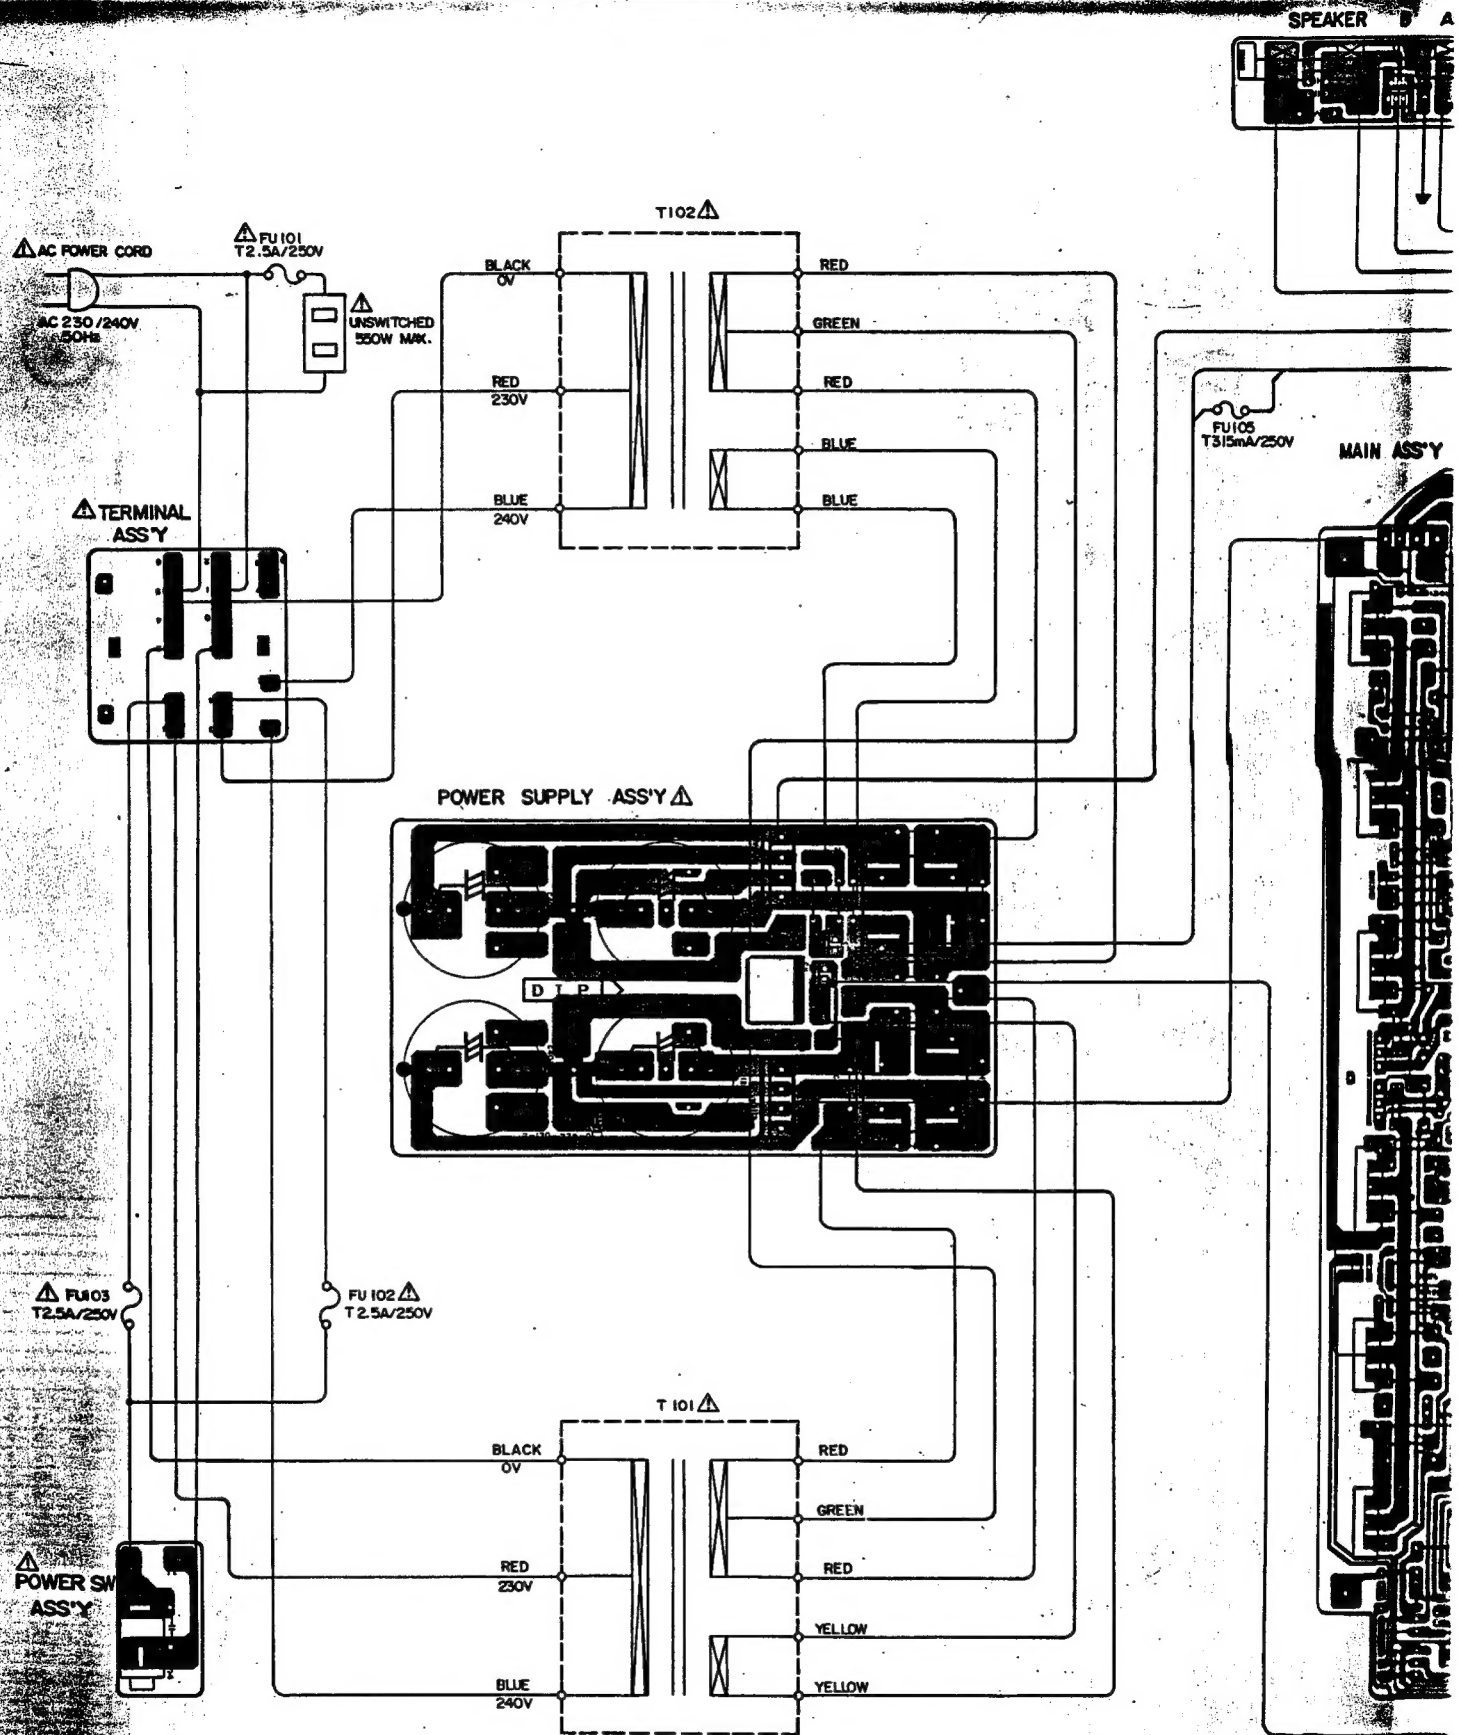 SPEAKER B A
T102
FU101
T2.5A/250V
AC POWER CORD
BLACK
0V
RED
AC 230/240V
50Hz
UNSWITCHED
550W MAX.
GREEN
RED
230V
RED
FU105
T315mA/250V
BLUE
MAIN ASS'Y
BLUE
240V
BLUE
TERMINAL
ASS'Y
POWER SUPPLY ASS'Y
DIP
FU103
T2.5A/250V
FU102
T2.5A/250V
T101
BLACK
0V
RED
GREEN
RED
230V
RED
POWER SW
ASS'Y
YELLOW
BLUE
240V
YELLOW